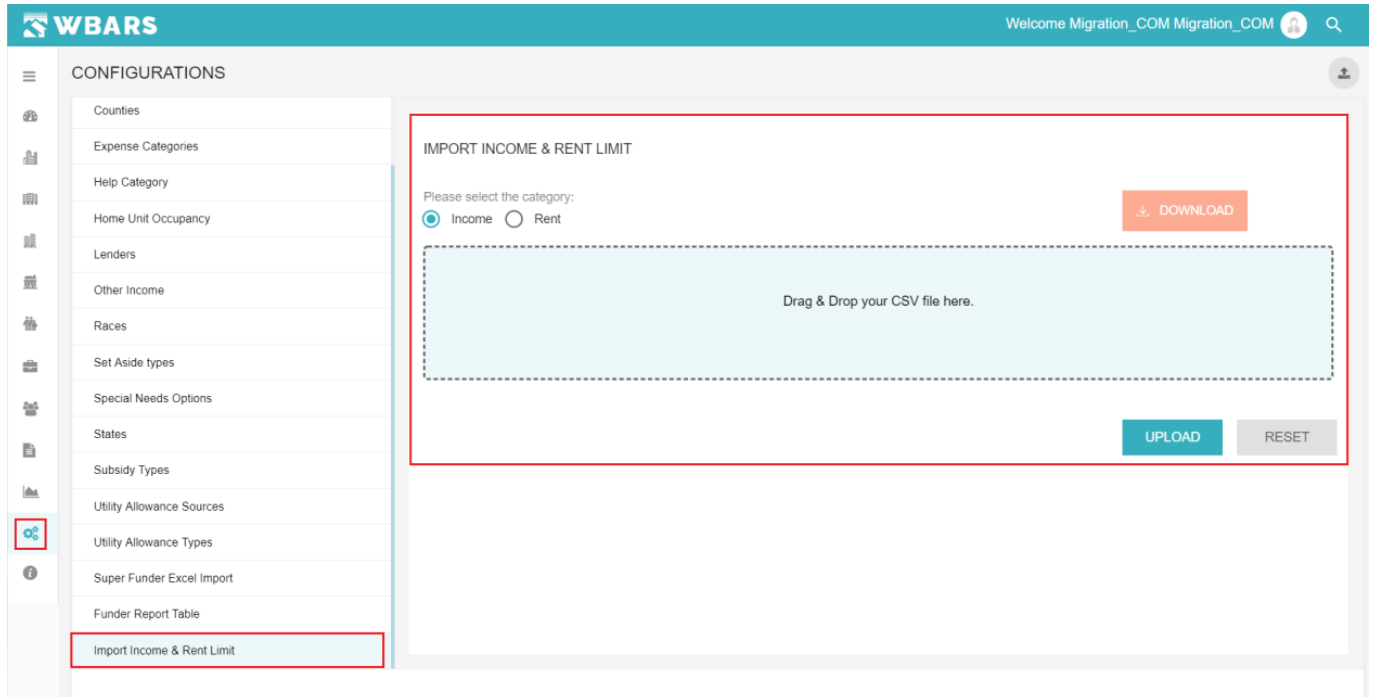 WBARS
Welcome Migration_COM Migration_COM
CONFIGURATIONS
Counties
Expense Categories
Help Category
Home Unit Occupancy
Lenders
Other Income
Races
Set Aside types
Special Needs Options
States
Subsidy Types
Utility Allowance Sources
Utility Allowance Types
Super Funder Excel Import
Funder Report Table
Import Income & Rent Limit
IMPORT INCOME & RENT LIMIT
Please select the category:
Income Rent
DOWNLOAD
Drag & Drop your CSV file here.
UPLOAD RESET